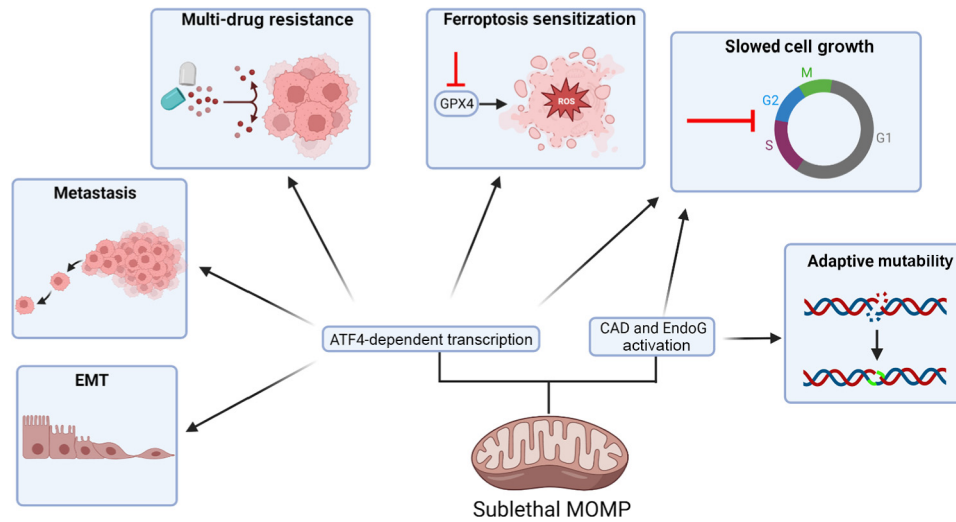 Multi-drug resistance
Ferroptosis sensitization
GPX4
ROS
Slowed cell growth
M
G2
S
G1
Metastasis
Adaptive mutability
ATF4-dependent transcription
CAD and EndoG
activation
EMT
Sublethal MOMP